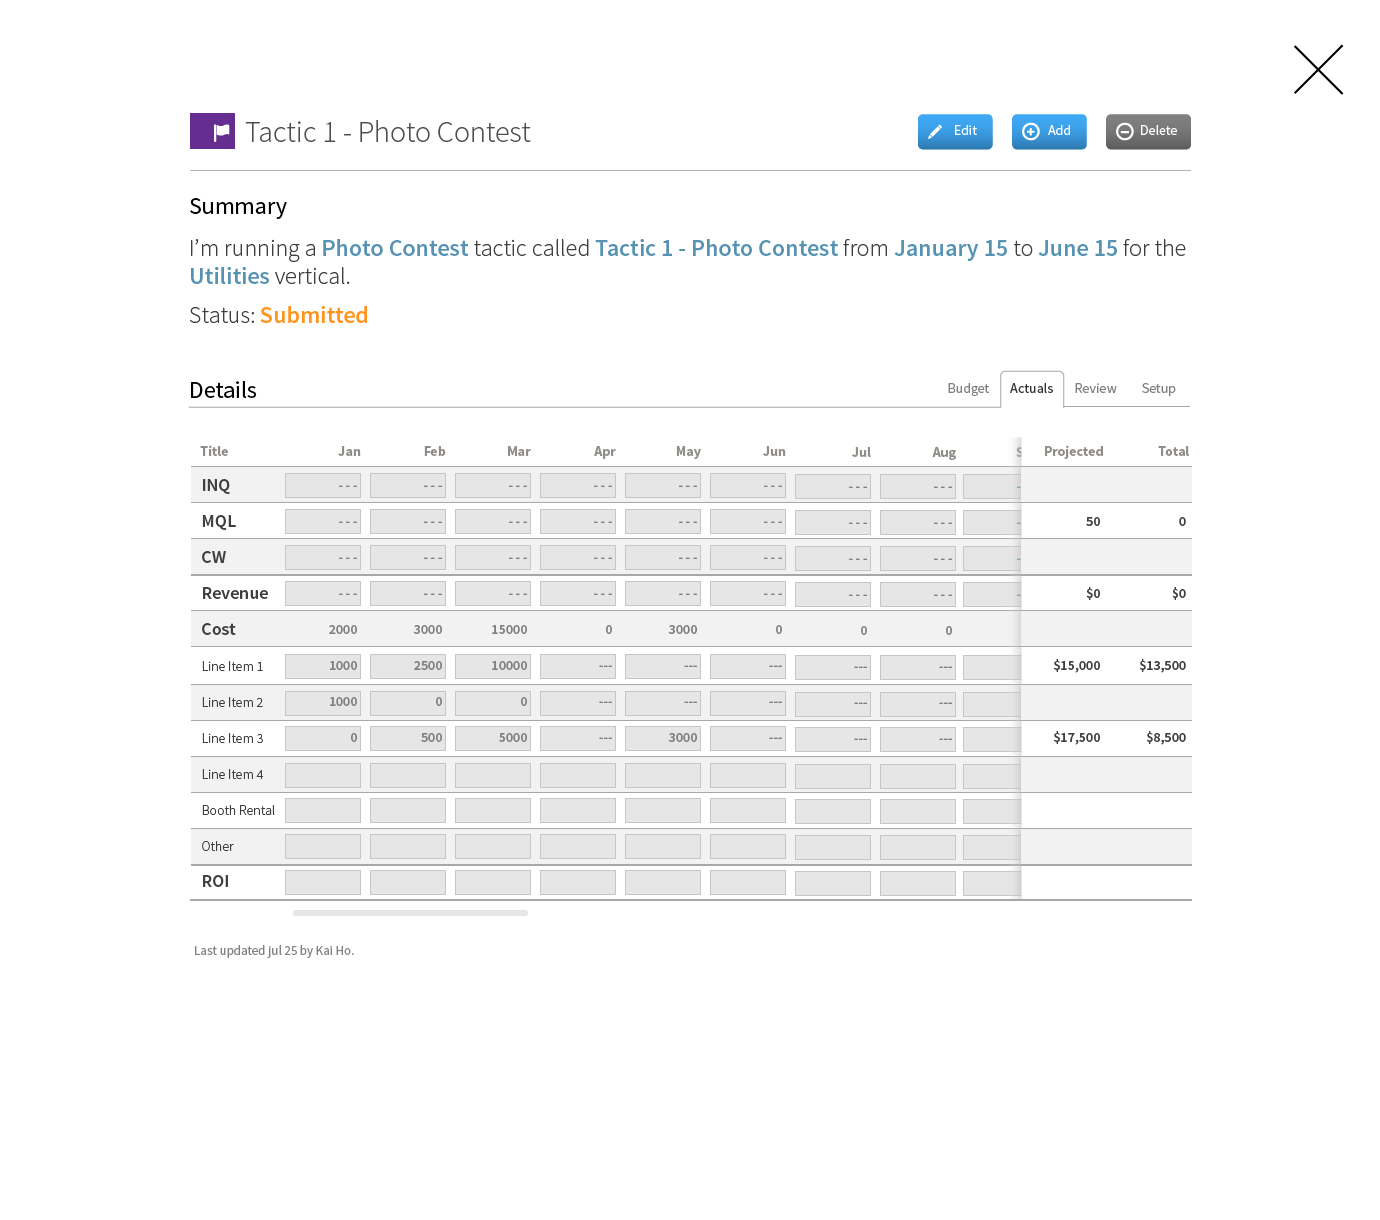 Tactic 1 - Photo Contest
Edit
Add
Delete
Summary
I'm running a Photo Contest tactic called Tactic 1 - Photo Contest from January 15 to June 15 for the
Utilities vertical.
Status: Submitted
Details
Budget Actuals Review Setup
Title Jan Feb Mar Apr May Jun Jul Aug S Projected Total
INQ --- --- --- --- --- --- --- --- -
MQL --- --- --- --- --- --- --- --- - 50 0
CW --- --- --- --- --- --- --- --- -
Revenue --- --- --- --- --- --- --- --- - $0 $0
Cost 2000 3000 15000 0 3000 0 0 0
Line Item 1 1000 2500 10000 --- --- --- --- --- $15,000 $13,500
Line Item 2 1000 0 0 --- --- --- --- ---
Line Item 3 0 500 5000 --- 3000 --- --- --- $17,500 $8,500
Line Item 4
Booth Rental
Other
ROI
Last updated jul 25 by Kai Ho.